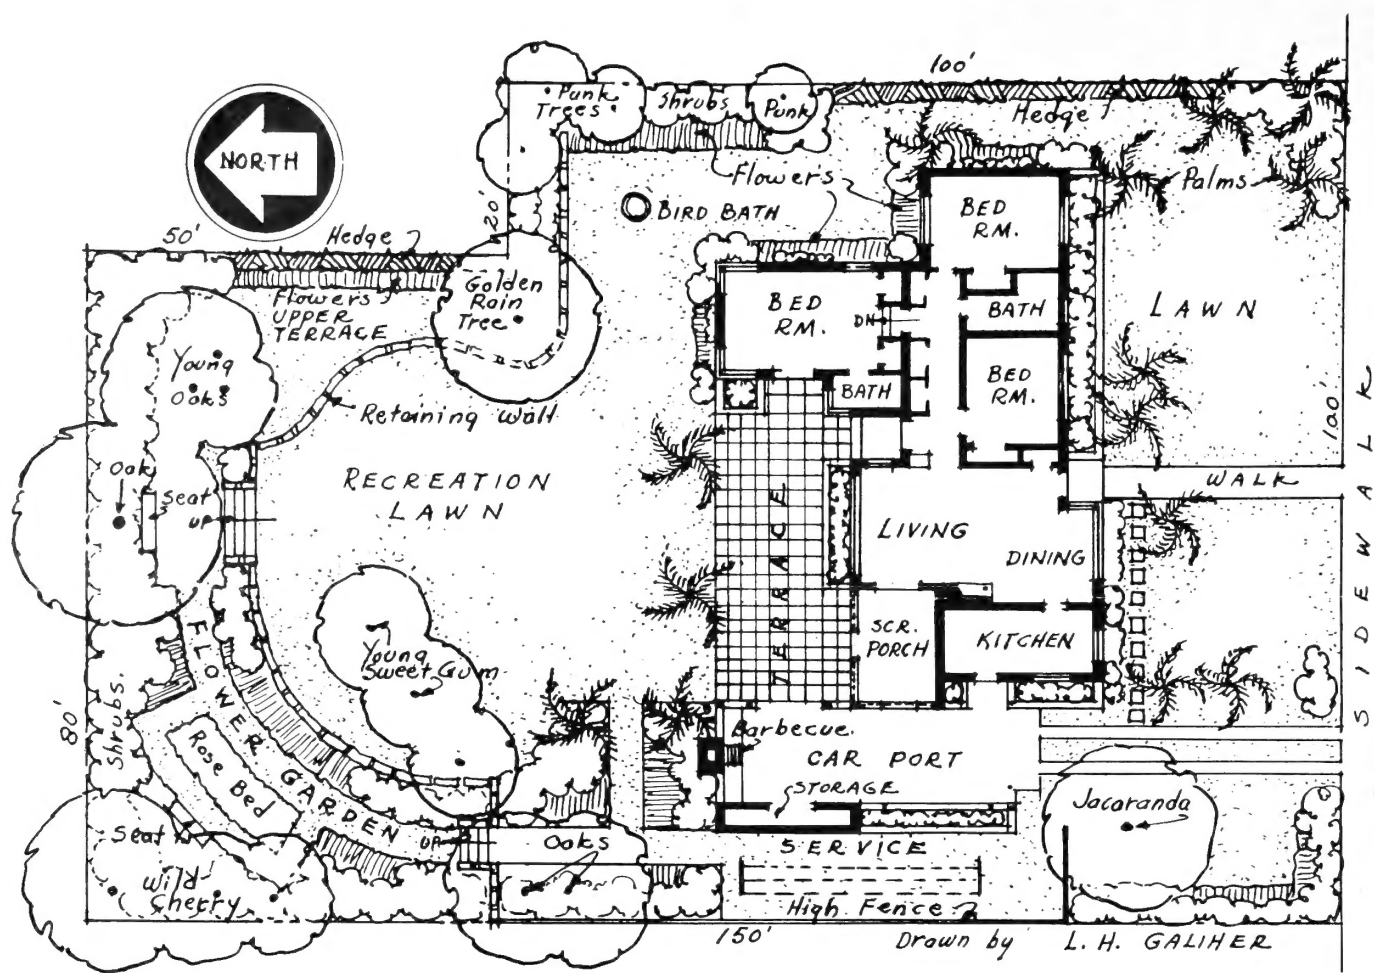 100'
Punk
Trees
Shrubs
Punk
Hedge
NORTH
Flowers
Palms
20'
BIRD BATH
BED
RM.
50'
Hedge
Golden
Rain
Tree
Flowers
UPPER
TERRACE
BED
RM.
DN
BATH
LAWN
Young
Oaks
BED
RM.
BATH
Retaining Wall
100'
Oak
Seat
UP
RECREATION
LAWN
WALK
SIDEWALK
TERRACE
LIVING
DINING
SCR.
PORCH
KITCHEN
Young
Sweet Gum
FLOWER GARDEN
80'
Shrubs.
Rose Bed
Barbecue
CAR PORT
STORAGE
Jacaranda
Seat
UP
Oaks
SERVICE
Wild
Cherry
High Fence
150'
Drawn by L. H. GALIHER